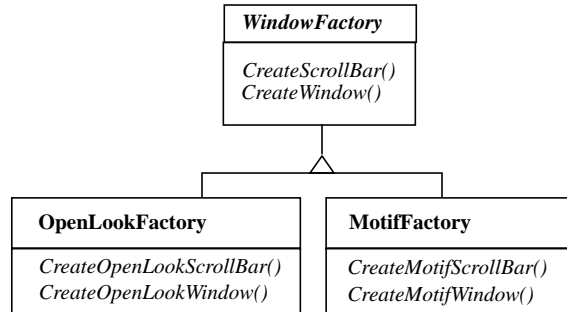 WindowFactory
CreateScrollBar()
CreateWindow()
OpenLookFactory
CreateOpenLookScrollBar()
CreateOpenLookWindow()
MotifFactory
CreateMotifScrollBar()
CreateMotifWindow()